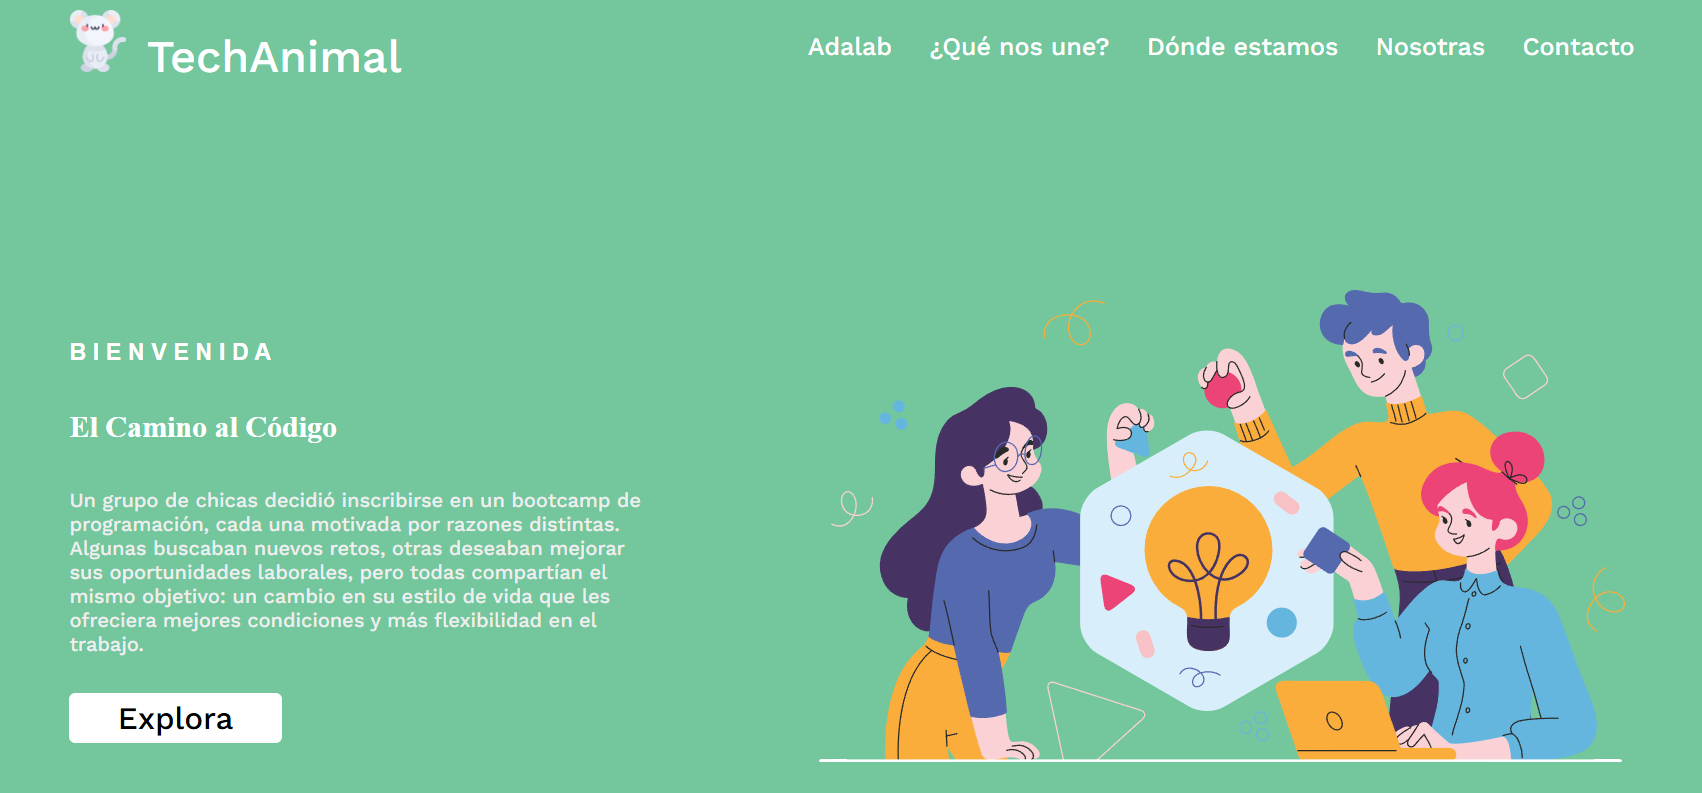 TechAnimal
Adalab
¿Qué nos une?
Dónde estamos
Nosotras
Contacto
BIENVENIDA
El Camino al Código
Un grupo de chicas decidió inscribirse en un bootcamp de
programación, cada una motivada por razones distintas.
Algunas buscaban nuevos retos, otras deseaban mejorar
sus oportunidades laborales, pero todas compartían el
mismo objetivo: un cambio en su estilo de vida que les
ofreciera mejores condiciones y más flexibilidad en el
trabajo.
Explora